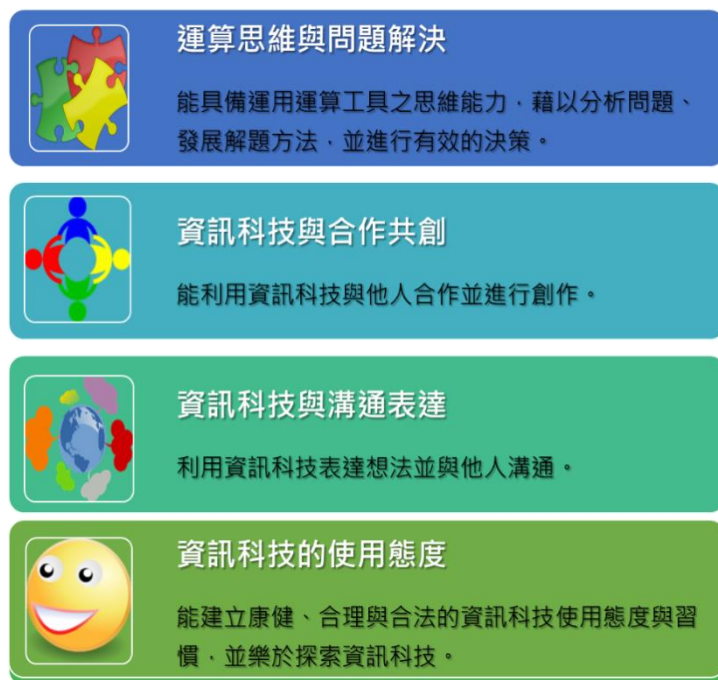 運算思維與問題解決
能具備運用運算工具之思維能力，藉以分析問題、
發展解題方法，並進行有效的決策。
資訊科技與合作共創
能利用資訊科技與他人合作並進行創作。
資訊科技與溝通表達
利用資訊科技表達想法並與他人溝通。
資訊科技的使用態度
能建立康健、合理與合法的資訊科技使用態度與習
慣，並樂於探索資訊科技。